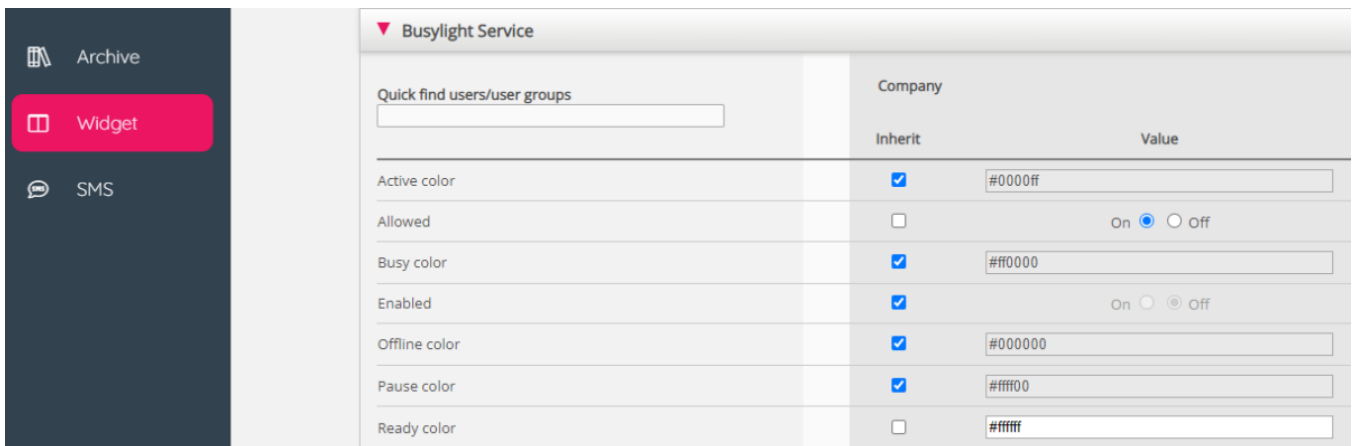 Archive
Widget
SMS
Busylight Service
Quick find users/user groups
Company
Inherit Value
Active color #0000ff
Allowed On Off
Busy color #ff0000
Enabled On Off
Offline color #000000
Pause color #ffff00
Ready color #ffffff